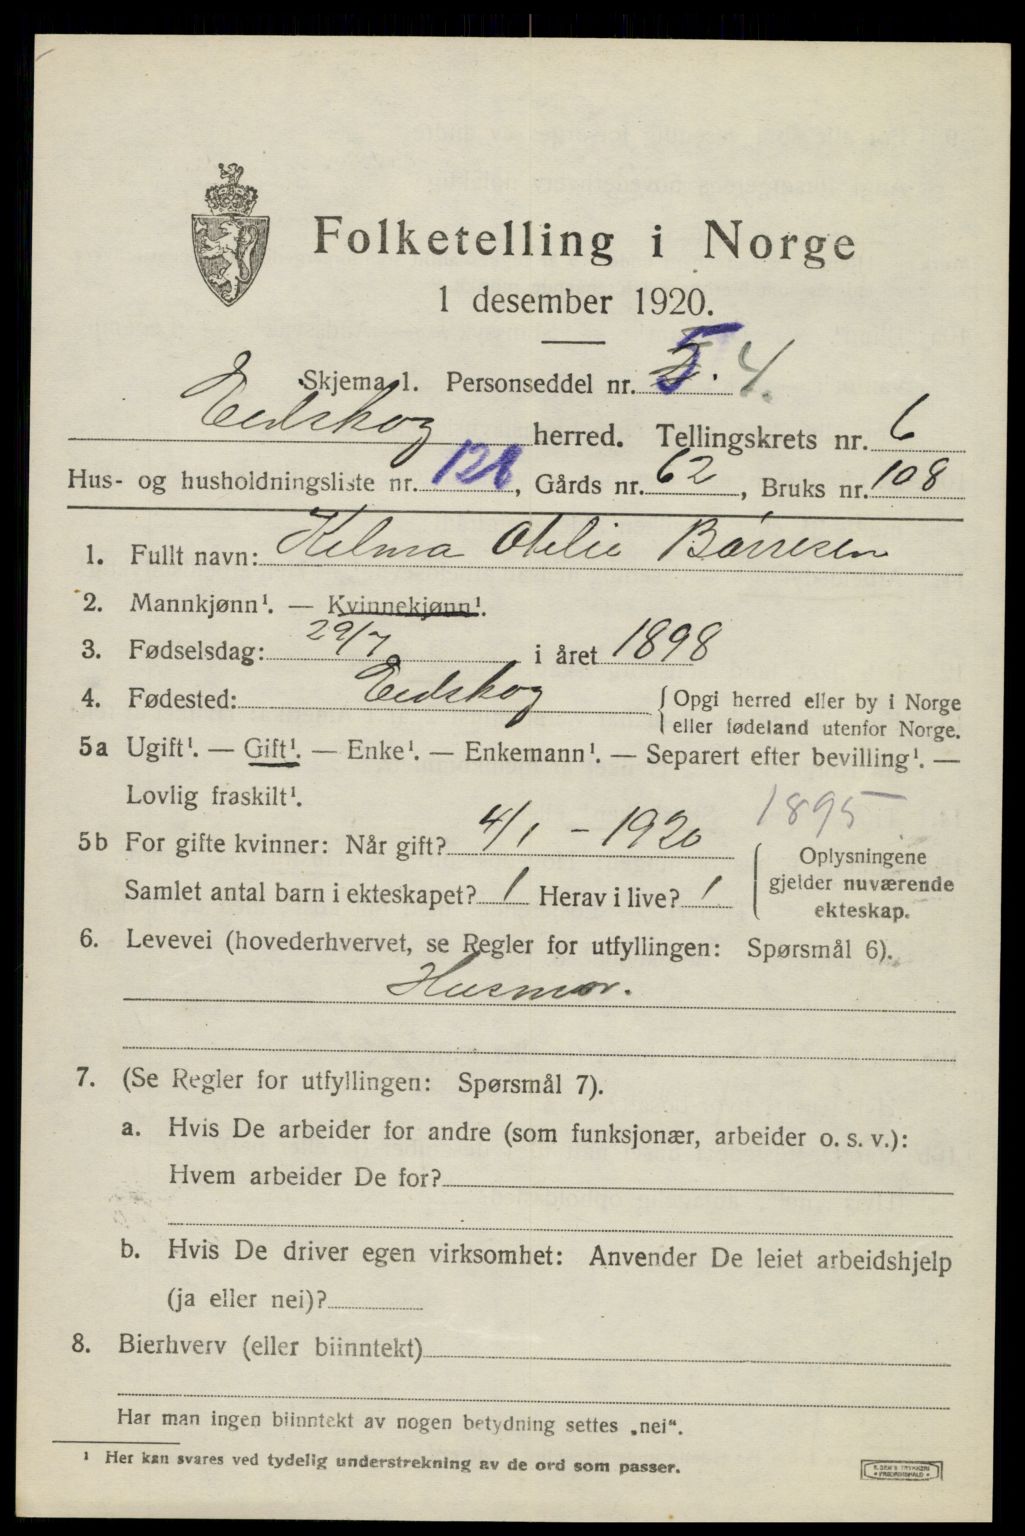 Folketelling i Norge
1 desember 1920.
Skjema 1. Personseddel nr. 5. 4.
Eidskog herred. Tellingskrets nr. 6
Hus- og husholdningsliste nr. 121, Gårds nr. 62, Bruks nr. 108
1. Fullt navn: Helma Otelie Børresen
2. Mannkjønn¹. — Kvinnekjønn¹.
3. Fødselsdag: 29/7 i året 1898
4. Fødested: Eidskog { Opgi herred eller by i Norge
eller fødeland utenfor Norge.
5a Ugift¹. — Gift¹. — Enke¹. — Enkemann¹. — Separert efter bevilling¹. —
Lovlig fraskilt¹.
1895
5b For gifte kvinner: Når gift? 4/1 - 1920
Samlet antal barn i ekteskapet? 1 Herav i live? 1
{ Oplysningene
gjelder nuværende
ekteskap.
6. Levevei (hovederhvervet, se Regler for utfyllingen: Spørsmål 6).
Husmor.
7. (Se Regler for utfyllingen: Spørsmål 7).
a. Hvis De arbeider for andre (som funksjonær, arbeider o. s. v.):
Hvem arbeider De for?
b. Hvis De driver egen virksomhet: Anvender De leiet arbeidshjelp
(ja eller nei)?
8. Bierhverv (eller biinntekt)
Har man ingen biinntekt av nogen betydning settes „nei“.
¹ Her kan svares ved tydelig understrekning av de ord som passer.